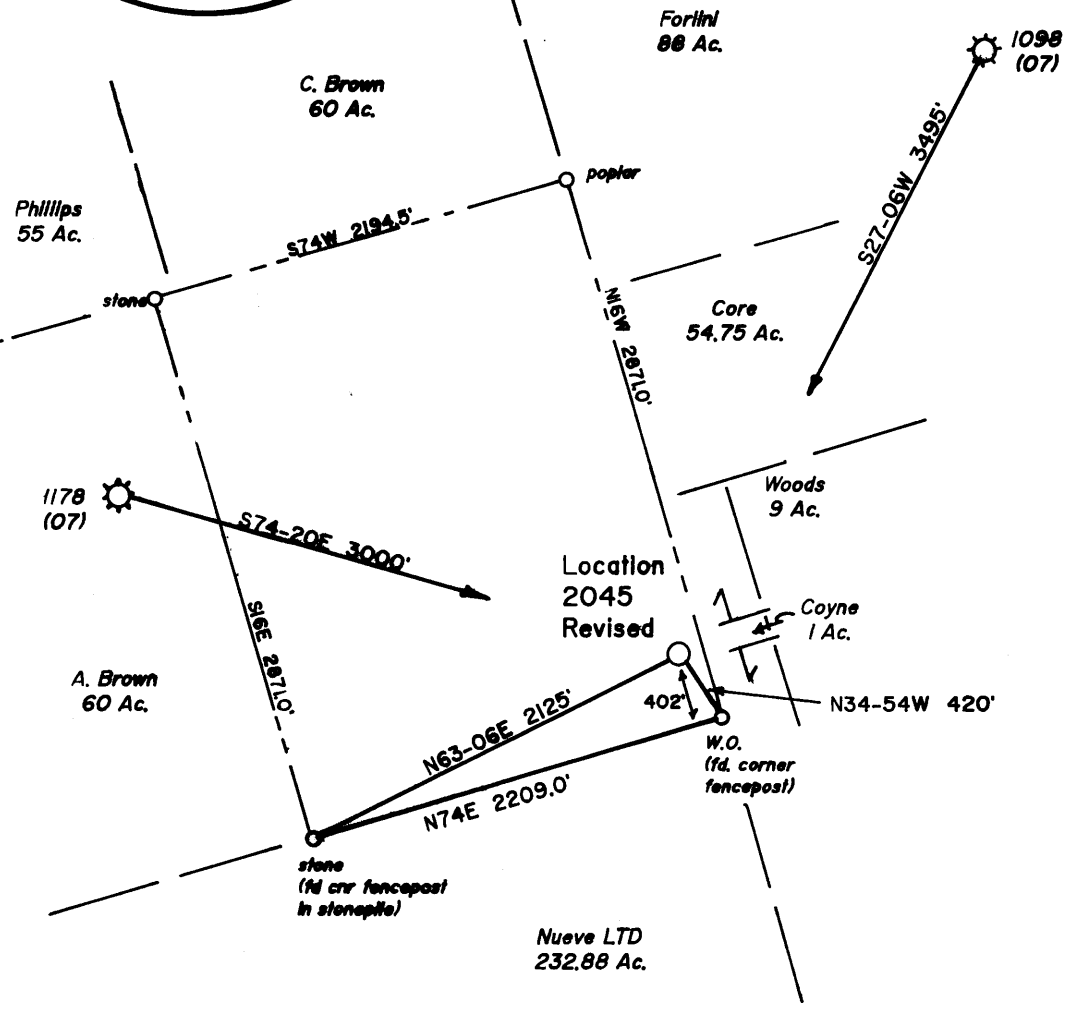 Forlini
88 Ac.
1098
(07)
C. Brown
60 Ac.
S27-06W 3495'
poplar
Phillips
55 Ac.
S74W 2194.5'
stone
N16W 2871.0'
Core
54.75 Ac.
1178
(07)
S74-20E 3000'
Woods
9 Ac.
Location
2045
Revised
Coyne
1 Ac.
S16E 2871.0'
A. Brown
60 Ac.
402'
N34-54W 420'
N63-06E 2125'
W.O.
(fd. corner
fencepost)
N74E 2209.0'
stone
(fd cnr fencepost
in stonepile)
Nueve LTD
232.88 Ac.